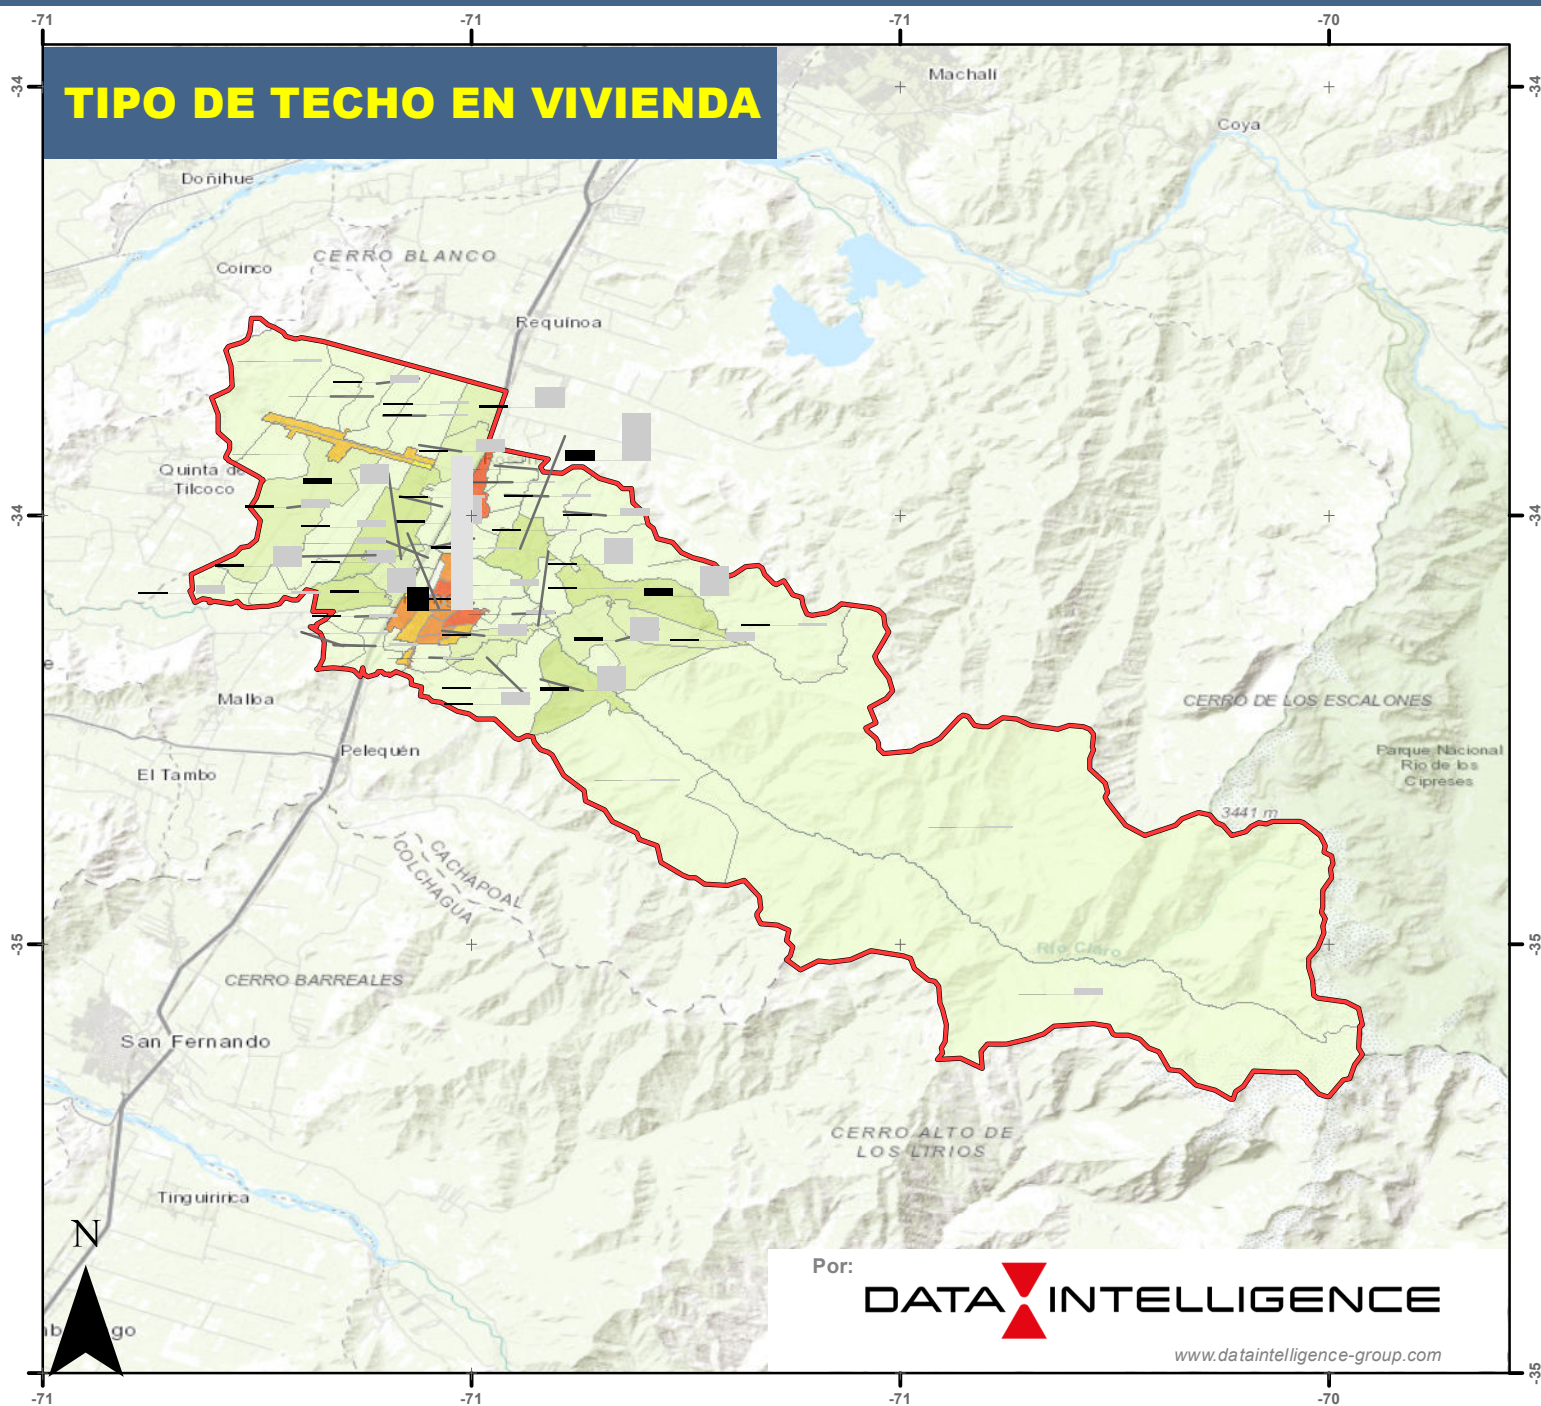 -71
-71
-71
-70
-34
-34
TIPO DE TECHO EN VIVIENDA
Machalí
Coya
Doñihue
CERRO BLANCO
Coinco
Requínoa
Quinta de
Tilcoco
-34
-34
Malloa
CERRO DE LOS ESCALONES
Pelequén
Parque Nacional
Río de los
Cipreses
El Tambo
3441 m
CACHAPOAL
COLCHAGUA
-35
-35
Río Claro
CERRO BARREALES
San Fernando
CERRO ALTO DE
LOS LIRIOS
Tinguiririca
N
Por:
DATA INTELLIGENCE
www.dataintelligence-group.com
-35
-35
-71
-71
-71
-70